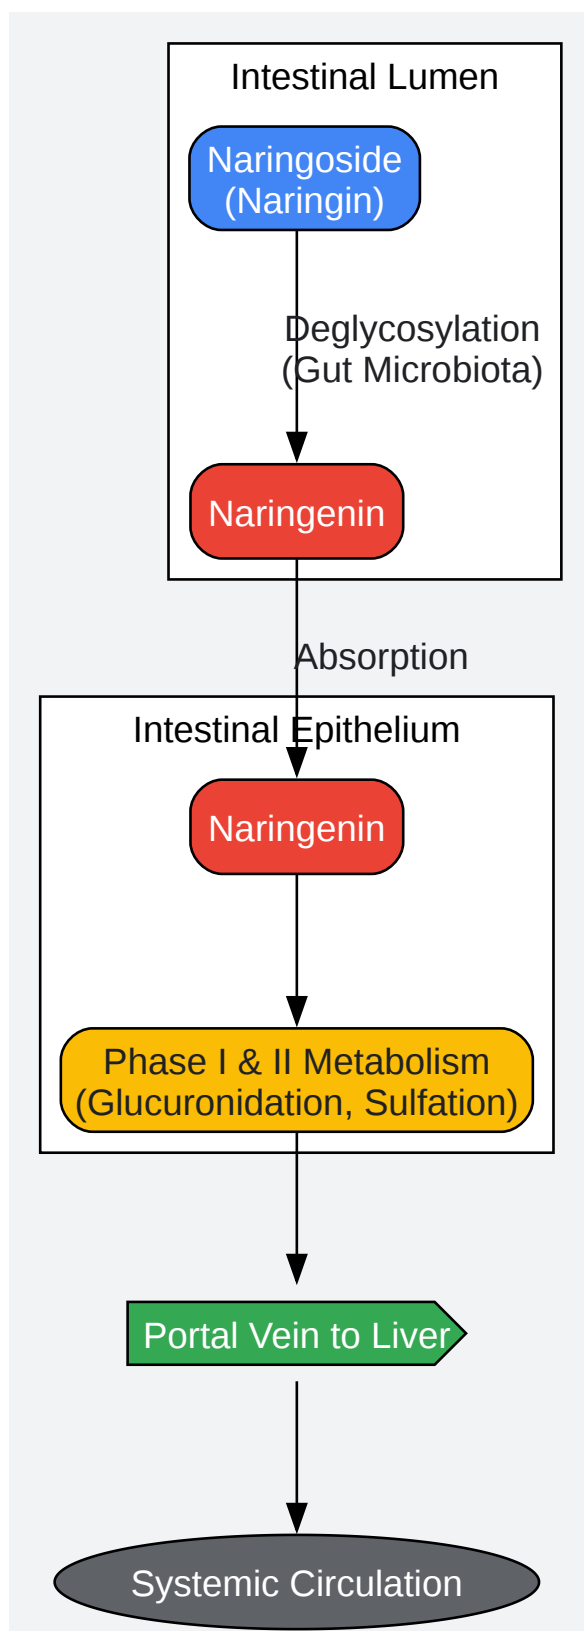 Intestinal Lumen
Naringoside
(Naringin)
Deglycosylation
(Gut Microbiota)
Naringenin
Absorption
Intestinal Epithelium
Naringenin
Phase I & II Metabolism
(Glucuronidation, Sulfation)
Portal Vein to Liver
Systemic Circulation